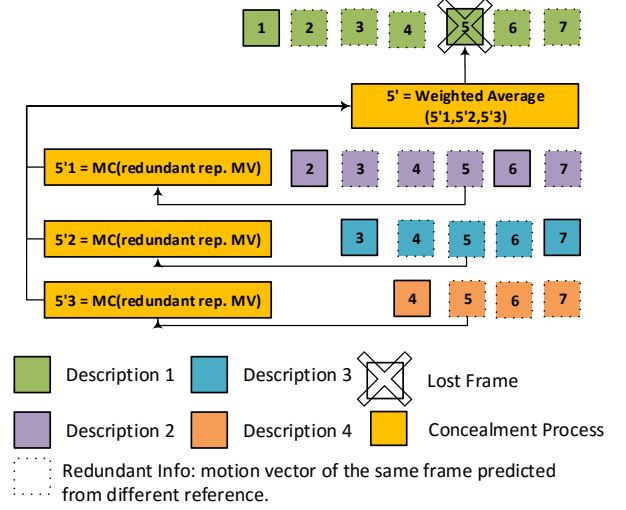 1 2 3 4 5 6 7
5' = Weighted Average
(5'1,5'2,5'3)
5'1 = MC(redundant rep. MV) 2 3 4 5 6 7
5'2 = MC(redundant rep. MV) 3 4 5 6 7
5'3 = MC(redundant rep. MV) 4 5 6 7
Description 1 Description 3 Lost Frame
Description 2 Description 4 Concealment Process
Redundant Info: motion vector of the same frame predicted
from different reference.